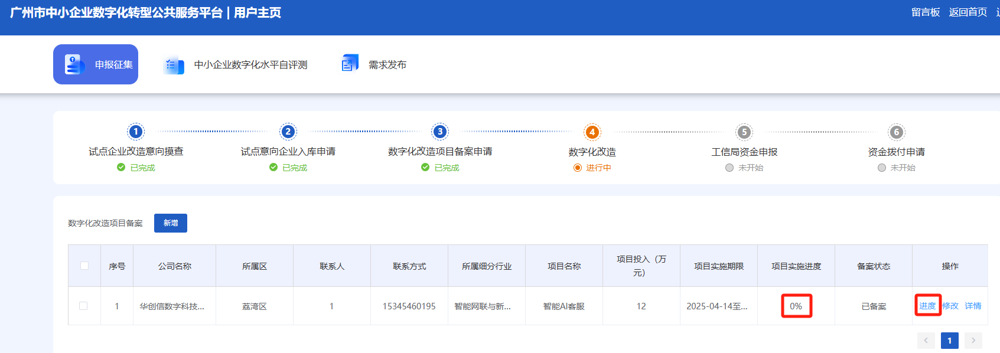 广州市中小企业数字化转型公共服务平台 | 用户主页
留言板 返回首页
申报征集
中小企业数字化水平自评测
需求发布
1 2 3 4 5 6
试点企业改造意向摸查 试点意向企业入库申请 数字化改造项目备案申请 数字化改造 工信局资金申报 资金拨付申请
已完成 已完成 已完成 进行中 未开始 未开始
数字化改造项目备案 新增
序号 公司名称 所属区 联系人 联系方式 所属细分行业 项目名称 项目投入（万元） 项目实施期限 项目实施进度 备案状态 操作
1 华创信数字科技... 荔湾区 1 15345460195 智能网联与新... 智能AI客服 12 2025-04-14至... 0% 已备案 进度 修改 详情
< 1 >